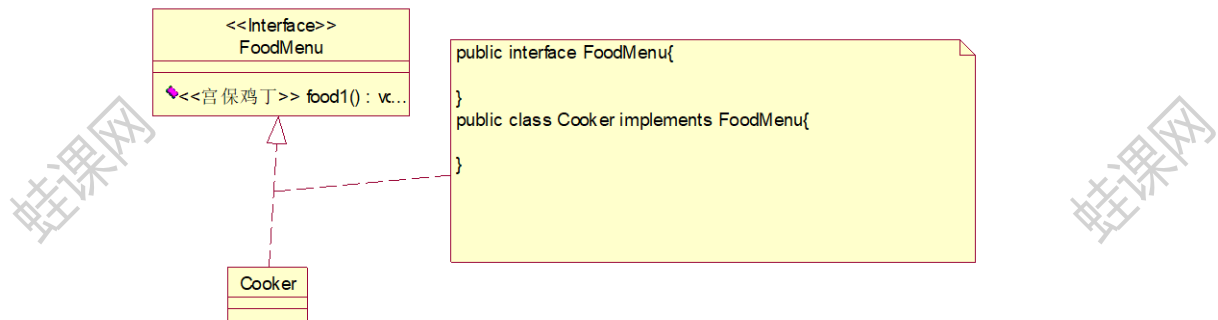 <<Interface>>
FoodMenu
<<宫保鸡丁>> food1() : vc...
Cooker
public interface FoodMenu{
}
public class Cooker implements FoodMenu{
}
蛙课网
蛙课网